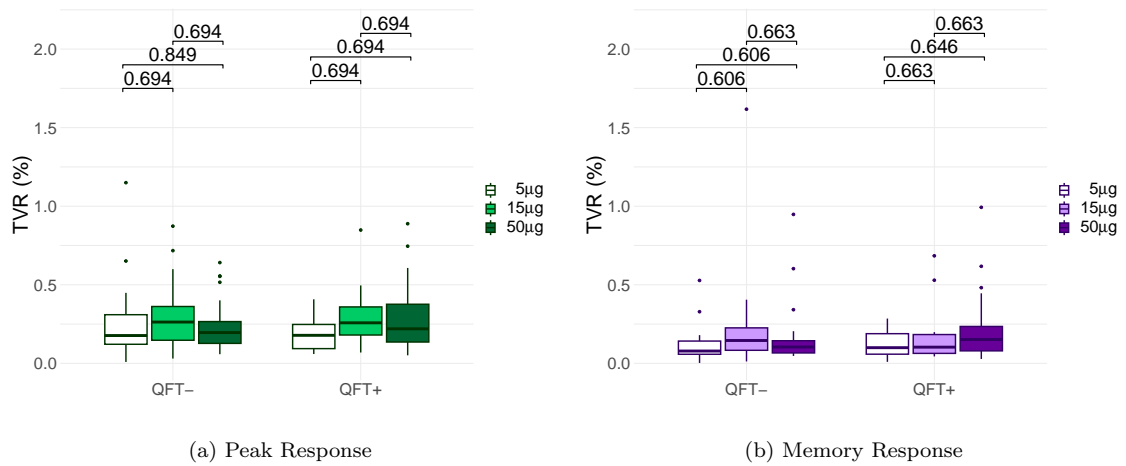 0.694
0.694
0.849
0.694
0.694
0.694
2.0
1.5
1.0
0.5
0.0
TVR (%)
QFT−
QFT+
5μg
15μg
50μg
(a) Peak Response
0.663
0.663
0.606
0.646
0.606
0.663
2.0
1.5
1.0
0.5
0.0
TVR (%)
QFT−
QFT+
5μg
15μg
50μg
(b) Memory Response